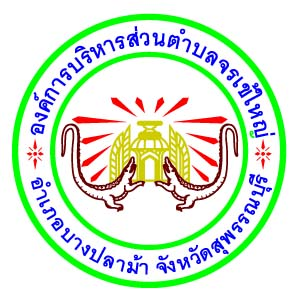 องค์การบริหารส่วนตำบลจรเข้ใหญ่
อำเภอบางปลาม้า จังหวัดสุพรรณบุรี